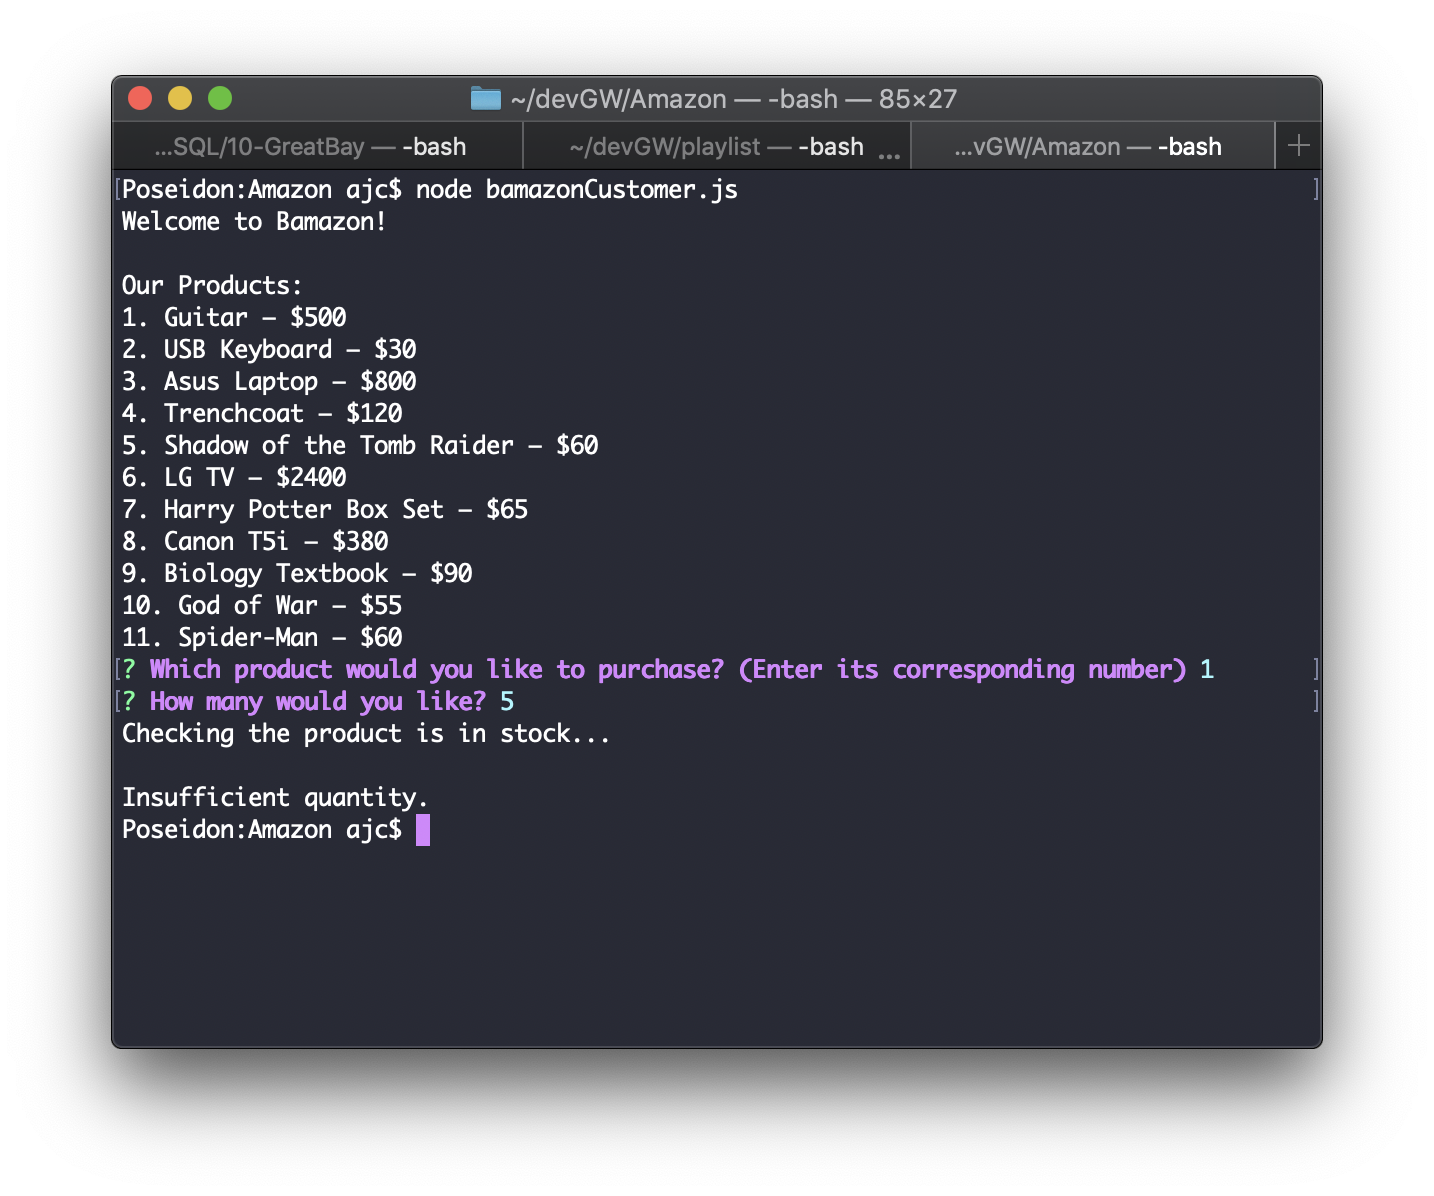 ~/devGW/Amazon — -bash — 85×27
...SQL/10-GreatBay — -bash
~/devGW/playlist — -bash ...
...vGW/Amazon — -bash
[Poseidon:Amazon ajc$ node bamazonCustomer.js ]
Welcome to Bamazon!
Our Products:
1. Guitar – $500
2. USB Keyboard – $30
3. Asus Laptop – $800
4. Trenchcoat – $120
5. Shadow of the Tomb Raider – $60
6. LG TV – $2400
7. Harry Potter Box Set – $65
8. Canon T5i – $380
9. Biology Textbook – $90
10. God of War – $55
11. Spider-Man – $60
[? Which product would you like to purchase? (Enter its corresponding number) 1 ]
[? How many would you like? 5 ]
Checking the product is in stock...
Insufficient quantity.
Poseidon:Amazon ajc$